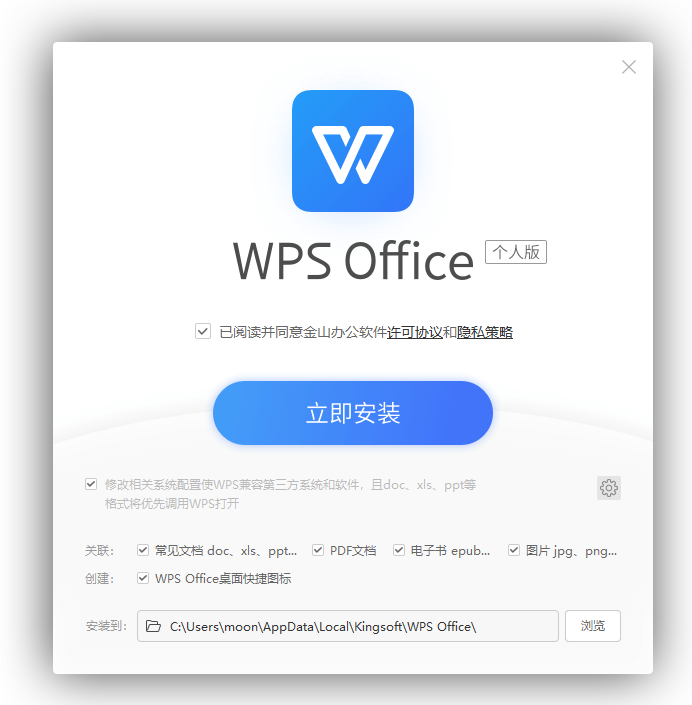 WPS Office 个人版
已阅读并同意金山办公软件许可协议和隐私策略
立即安装
修改相关系统配置使WPS兼容第三方系统和软件，且doc、xls、ppt等
格式将优先调用WPS打开
关联： 常见文档 doc、xls、ppt... PDF文档 电子书 epub... 图片 jpg、png...
创建： WPS Office桌面快捷图标
安装到： C:\Users\moon\AppData\Local\Kingsoft\WPS Office\ 浏览